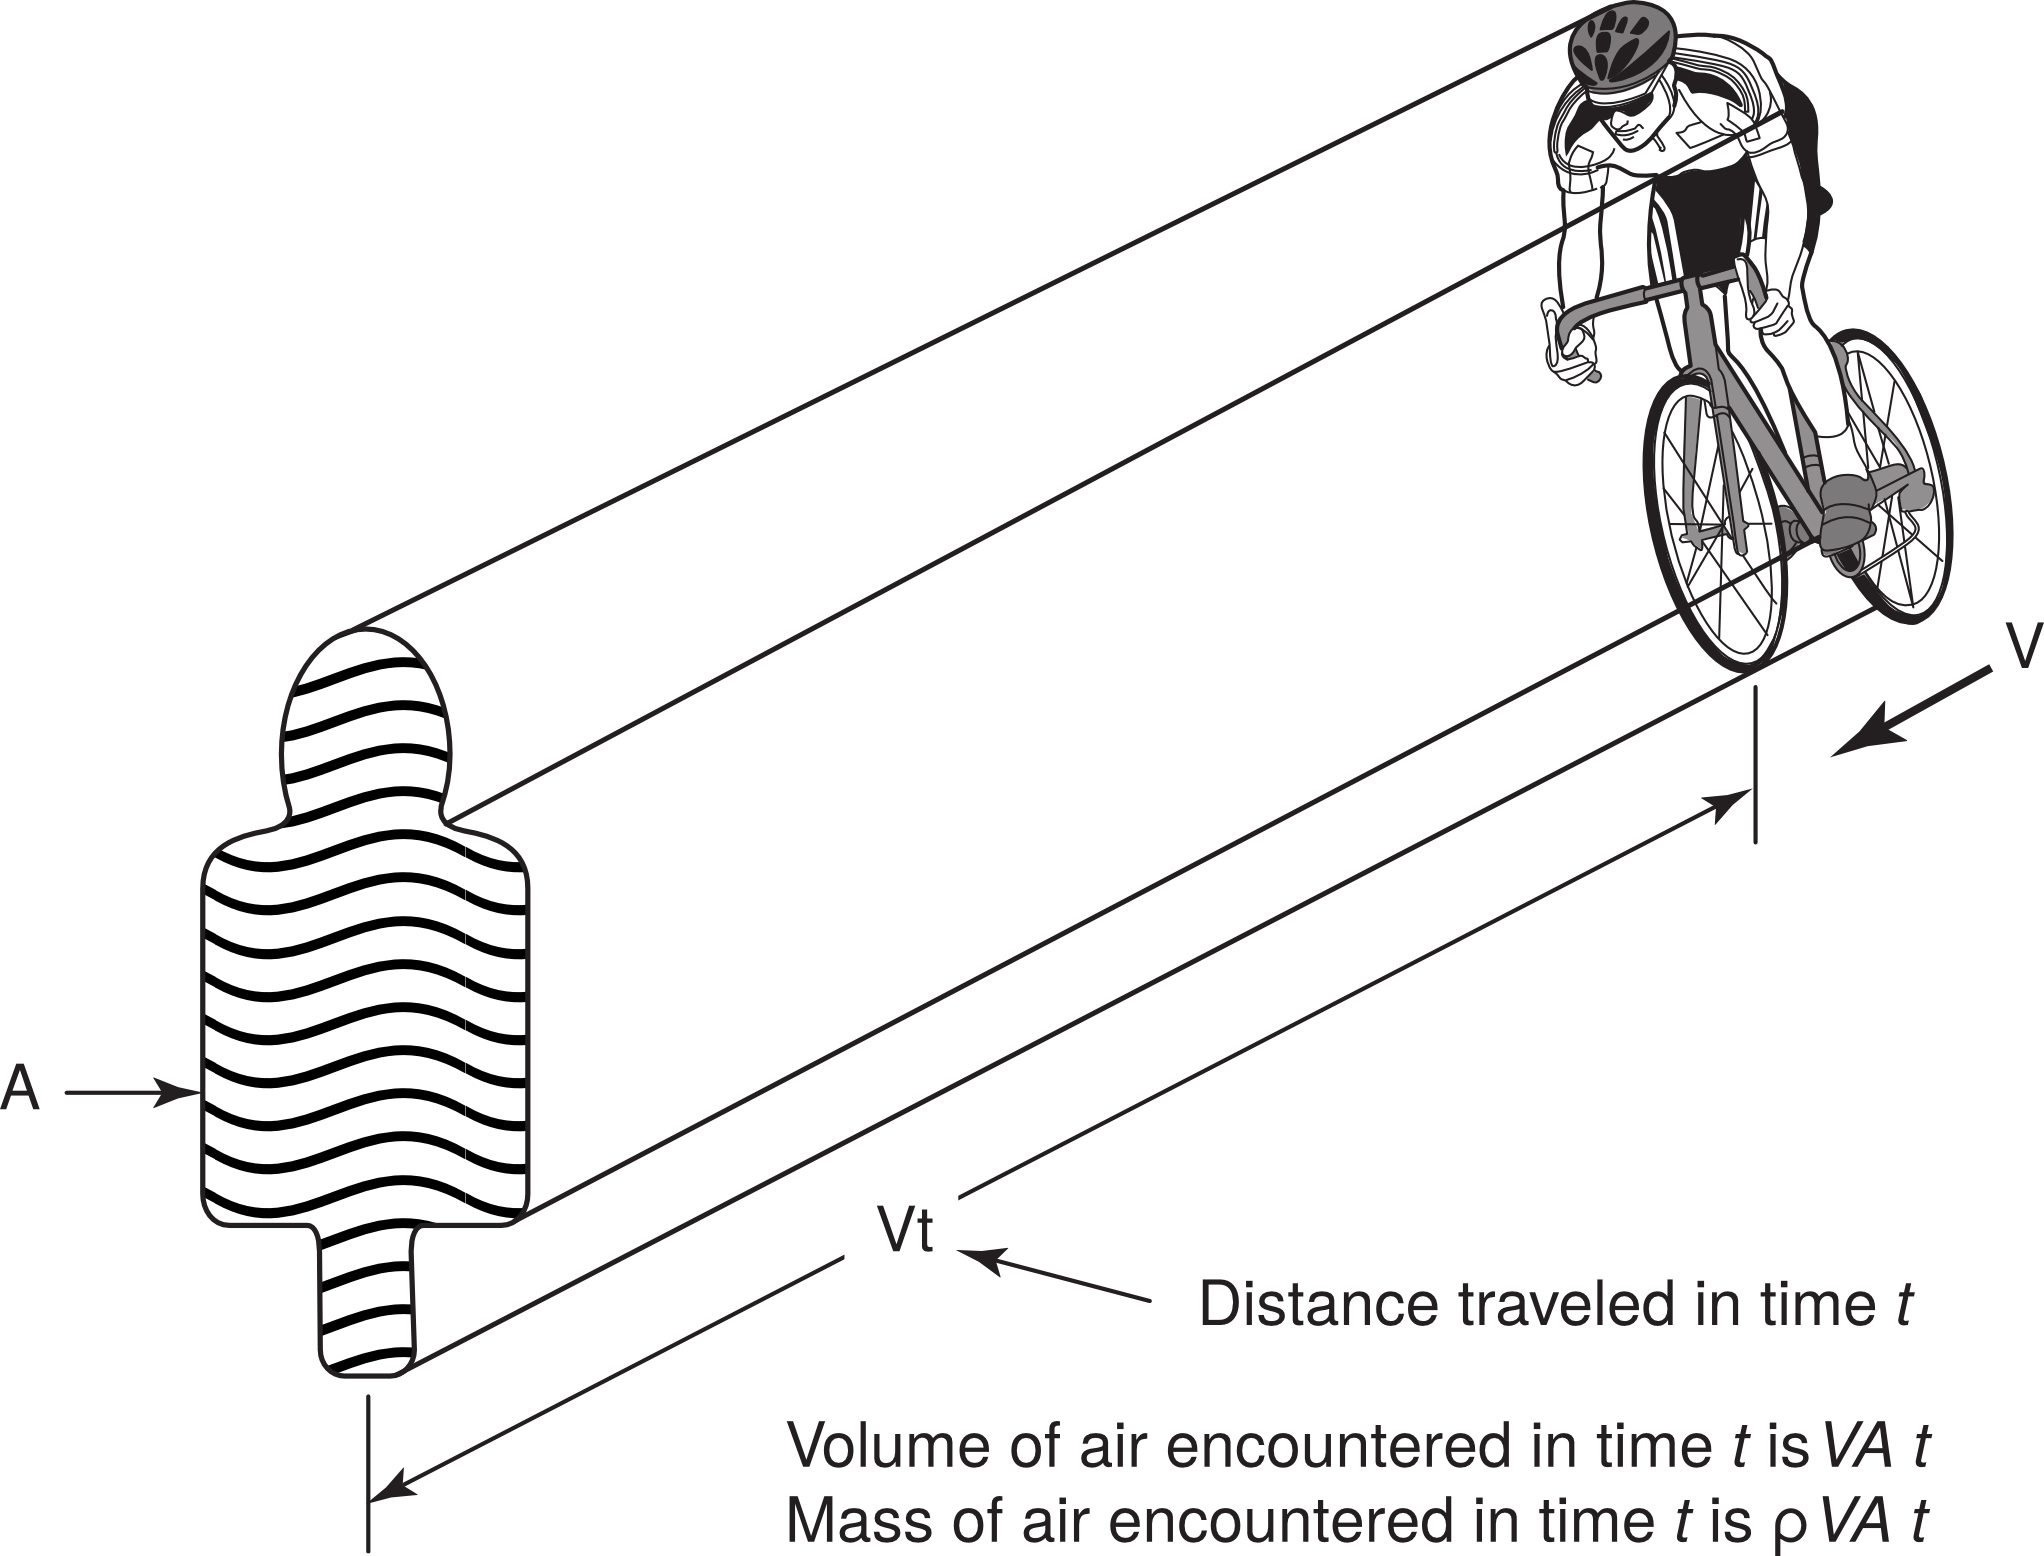 V
A
Vt
Distance traveled in time t
Volume of air encountered in time t is VA t
Mass of air encountered in time t is ρ VA t